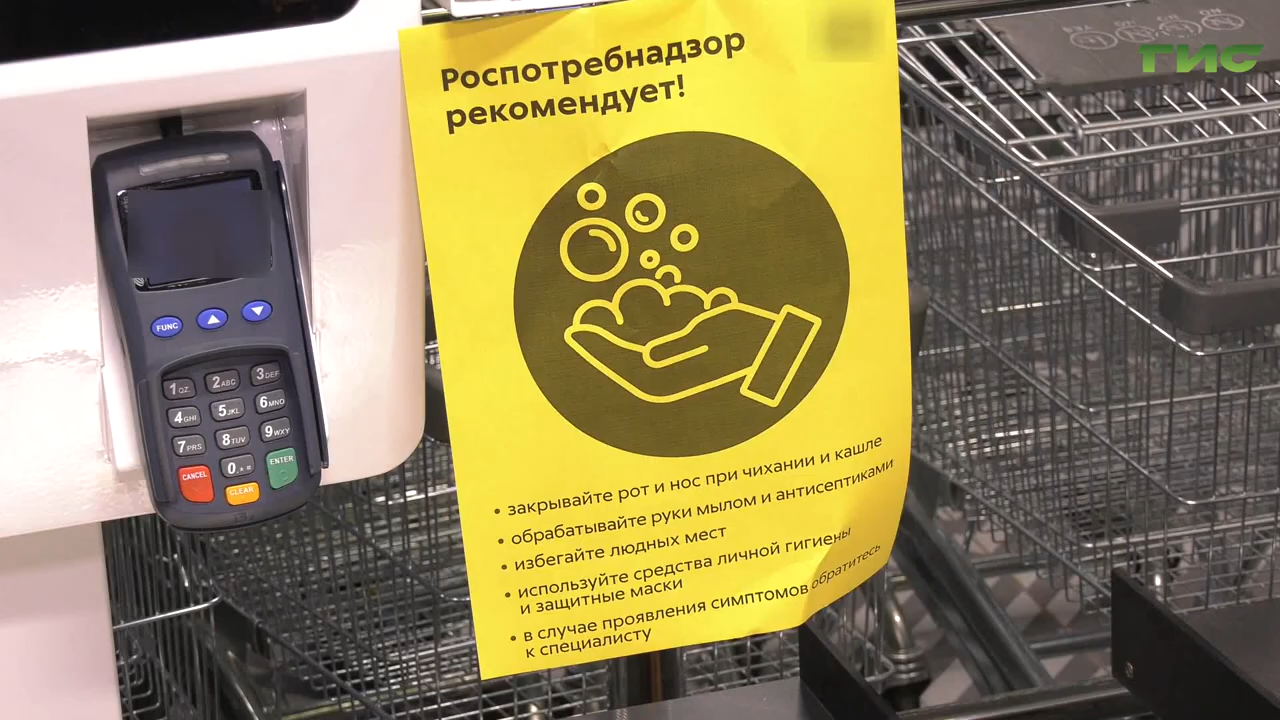 Роспотребнадзор
рекомендует!
ГИС
FUNC
1QZ. 2ABC 3DEF
4GHI 5JKL 6MNO
7PRS 8TUV 9WXY
CANCEL 0.*# ENTER
CLEAR
• закрывайте рот и нос при чихании и кашле
• обрабатывайте руки мылом и антисептиками
• избегайте людных мест
• используйте средства личной гигиены
и защитные маски
• в случае проявления симптомов обратитесь
к специалисту